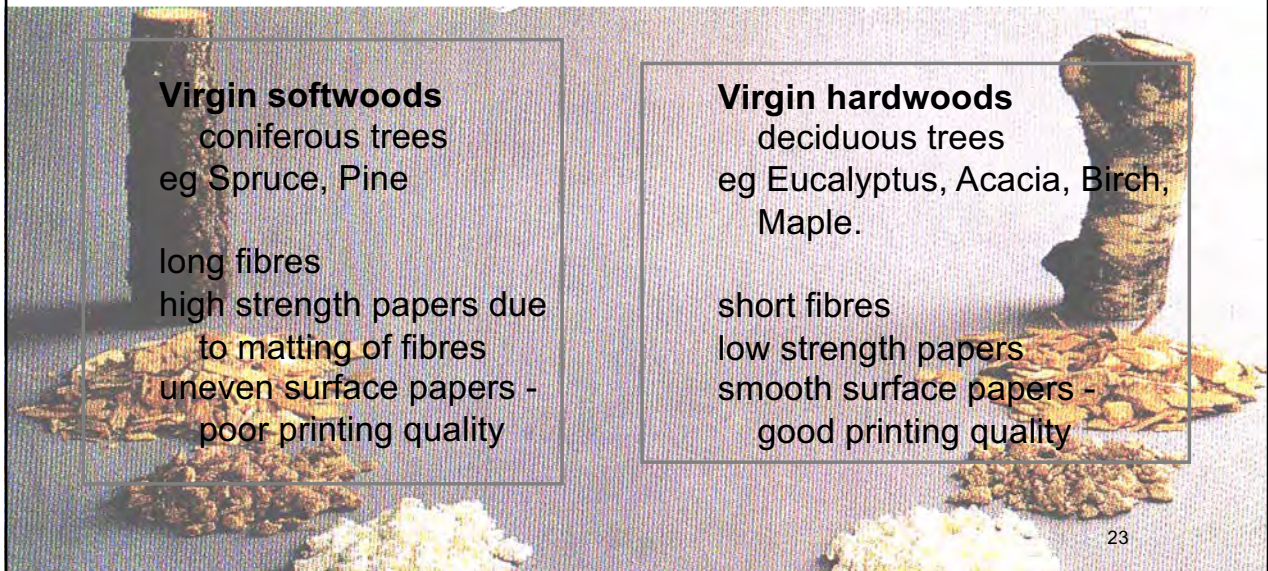 Virgin softwoods
coniferous trees
eg Spruce, Pine
long fibres
high strength papers due
to matting of fibres
uneven surface papers -
poor printing quality
Virgin hardwoods
deciduous trees
eg Eucalyptus, Acacia, Birch,
Maple.
short fibres
low strength papers
smooth surface papers -
good printing quality
23